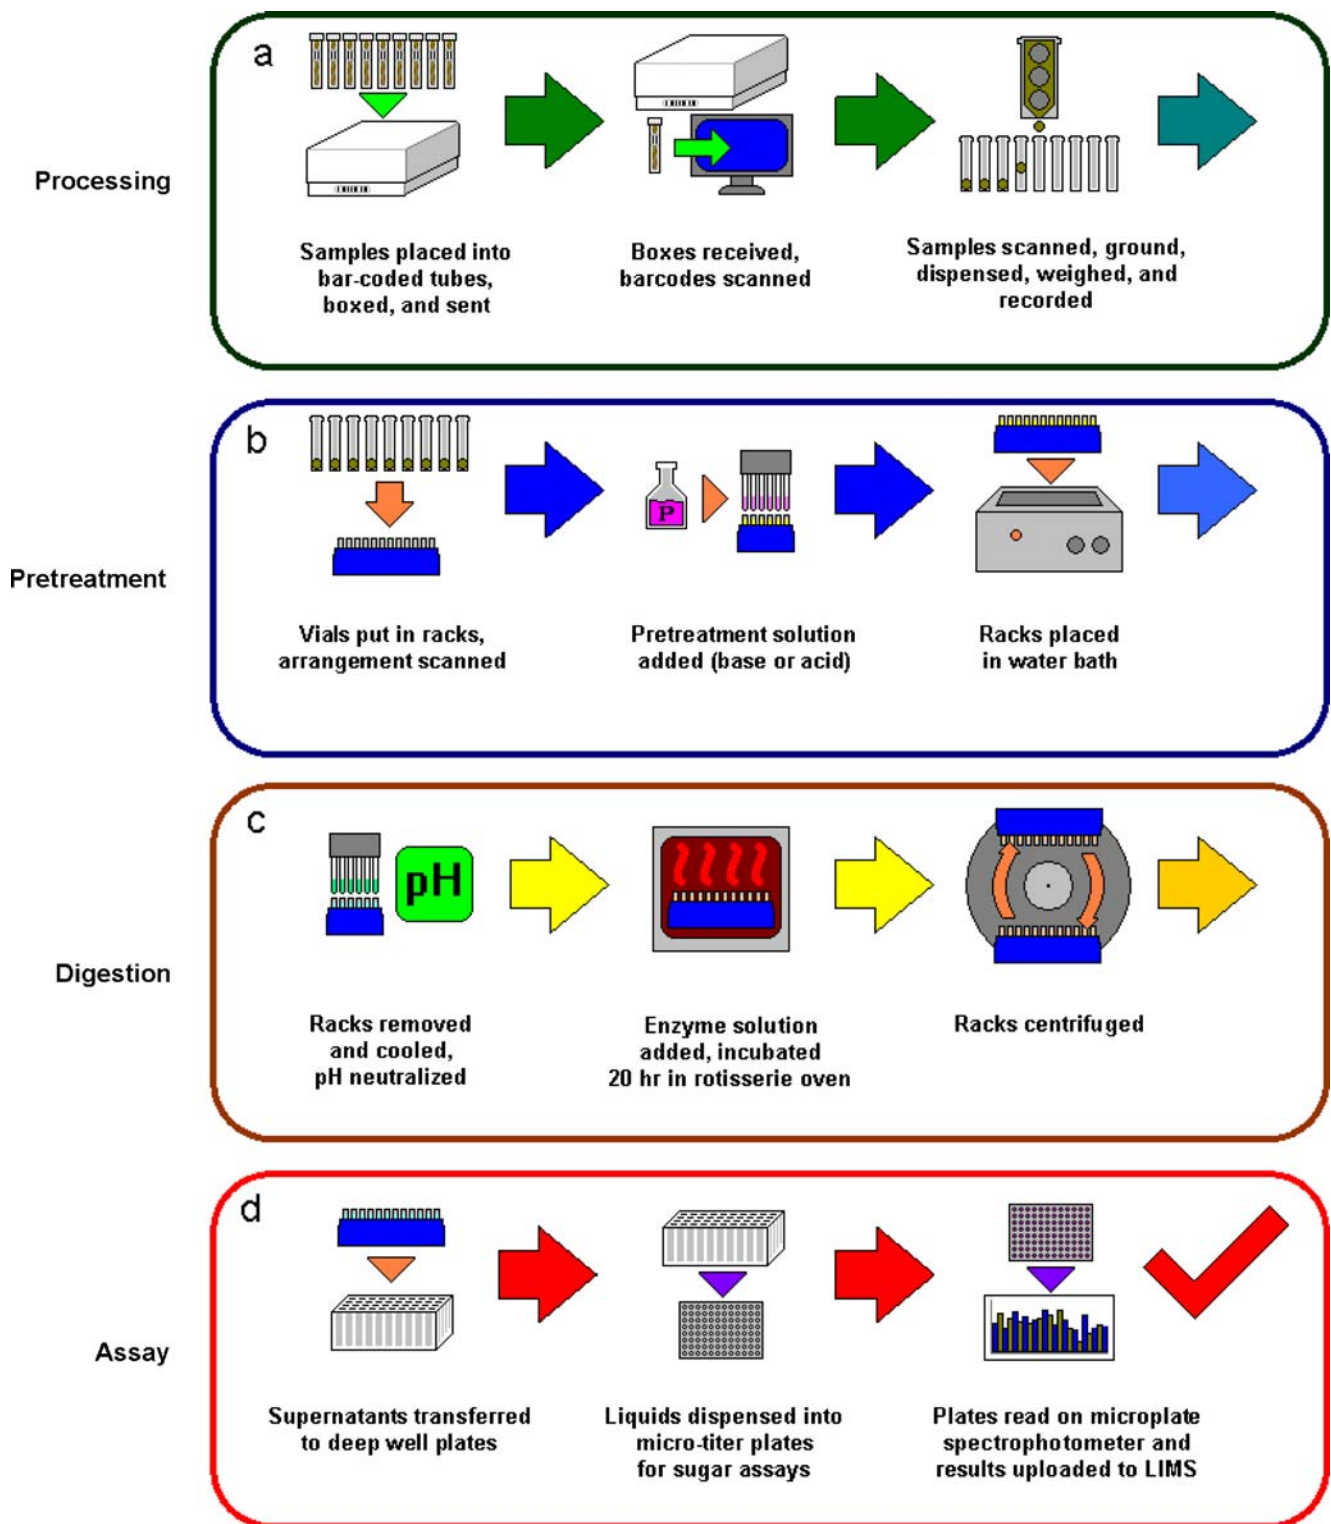 a
Processing
Samples placed into
bar-coded tubes,
boxed, and sent
Boxes received,
barcodes scanned
Samples scanned, ground,
dispensed, weighed, and
recorded
b
P
Pretreatment
Vials put in racks,
arrangement scanned
Pretreatment solution
added (base or acid)
Racks placed
in water bath
c
pH
Digestion
Racks removed
and cooled,
pH neutralized
Enzyme solution
added, incubated
20 hr in rotisserie oven
Racks centrifuged
d
Assay
Supernatants transferred
to deep well plates
Liquids dispensed into
micro-titer plates
for sugar assays
Plates read on microplate
spectrophotometer and
results uploaded to LIMS